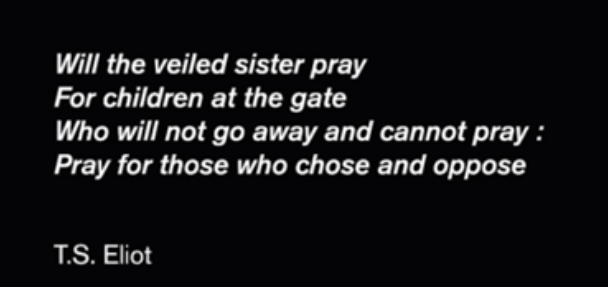 Will the veiled sister pray
For children at the gate
Who will not go away and cannot pray :
Pray for those who chose and oppose
T.S. Eliot